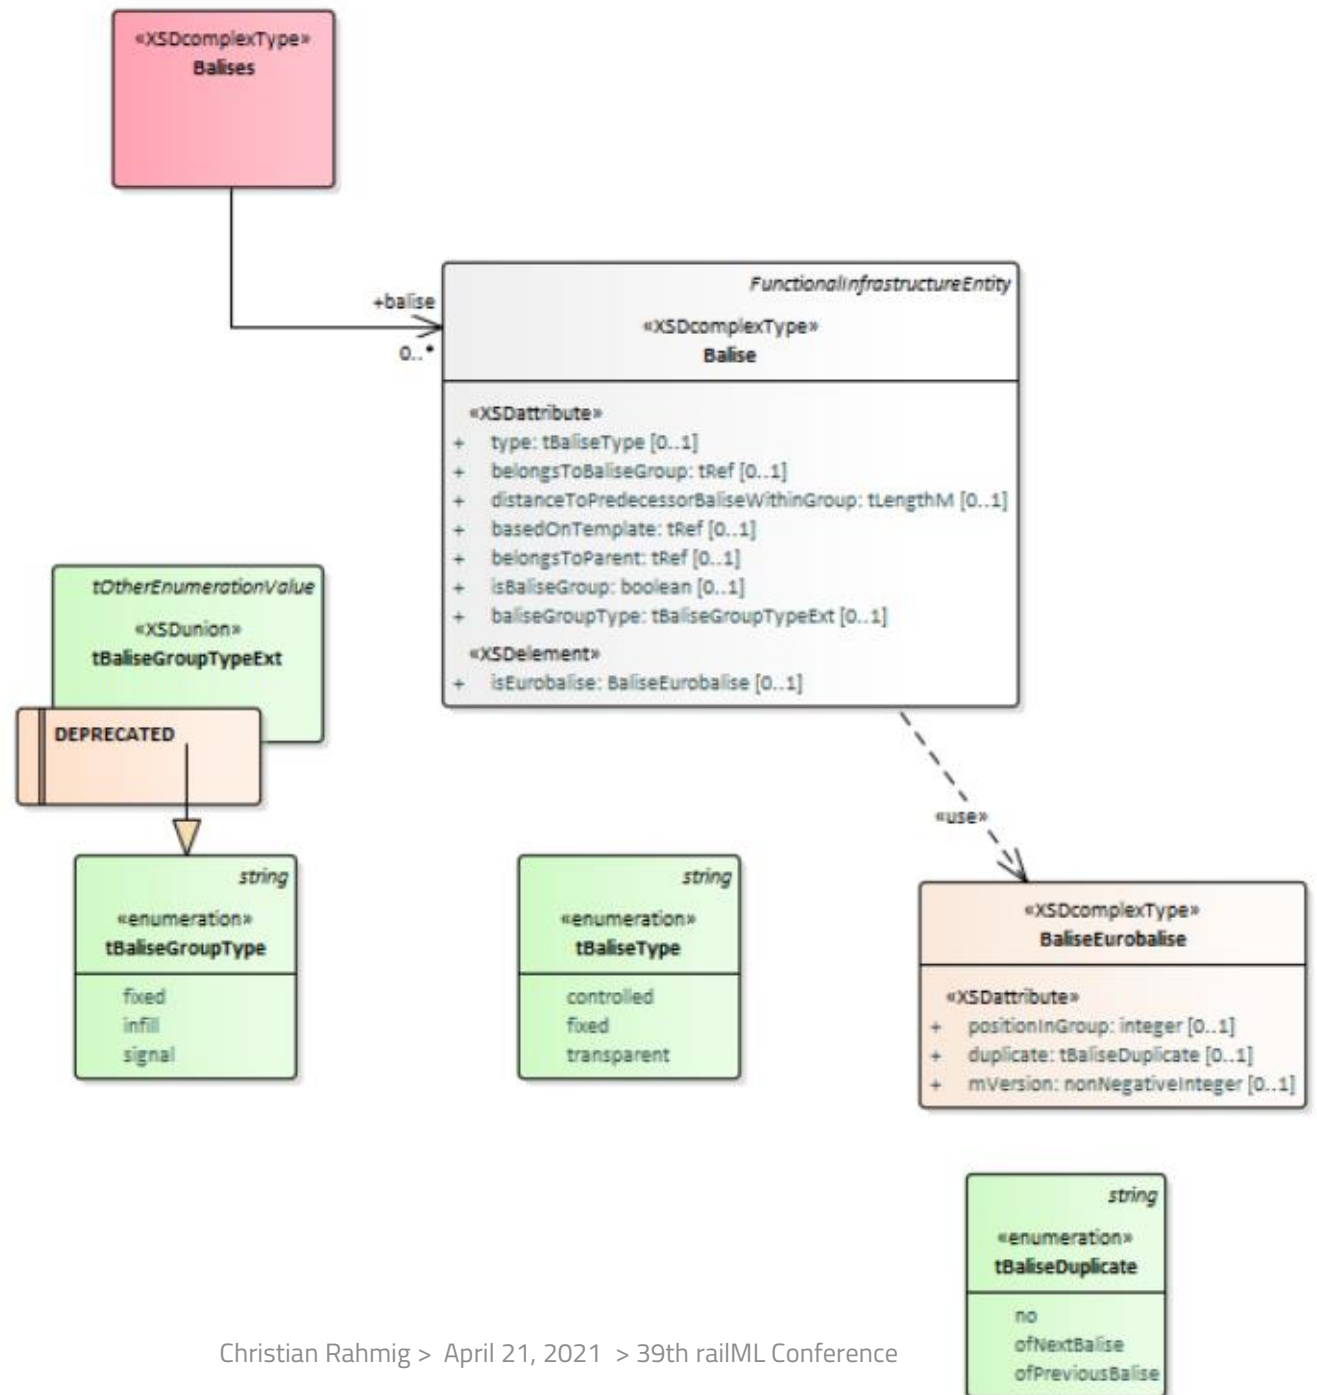 «XSDcomplexType»
Balises
+balise
0..*
FunctionalInfrastructureEntity
«XSDcomplexType»
Balise
«XSDattribute»
+ type: tBaliseType [0..1]
+ belongsToBaliseGroup: tRef [0..1]
+ distanceToPredecessorBaliseWithinGroup: tLengthM [0..1]
+ basedOnTemplate: tRef [0..1]
+ belongsToParent: tRef [0..1]
+ isBaliseGroup: boolean [0..1]
+ baliseGroupType: tBaliseGroupTypeExt [0..1]
«XSDelement»
+ isEurobalise: BaliseEurobalise [0..1]
tOtherEnumerationValue
«XSDunion»
tBaliseGroupTypeExt
DEPRECATED
«use»
string
«enumeration»
tBaliseGroupType
fixed
infill
signal
string
«enumeration»
tBaliseType
controlled
fixed
transparent
«XSDcomplexType»
BaliseEurobalise
«XSDattribute»
+ positionInGroup: integer [0..1]
+ duplicate: tBaliseDuplicate [0..1]
+ mVersion: nonNegativeInteger [0..1]
string
«enumeration»
tBaliseDuplicate
no
ofNextBalise
ofPreviousBalise
Christian Rahmig > April 21, 2021 > 39th railML Conference